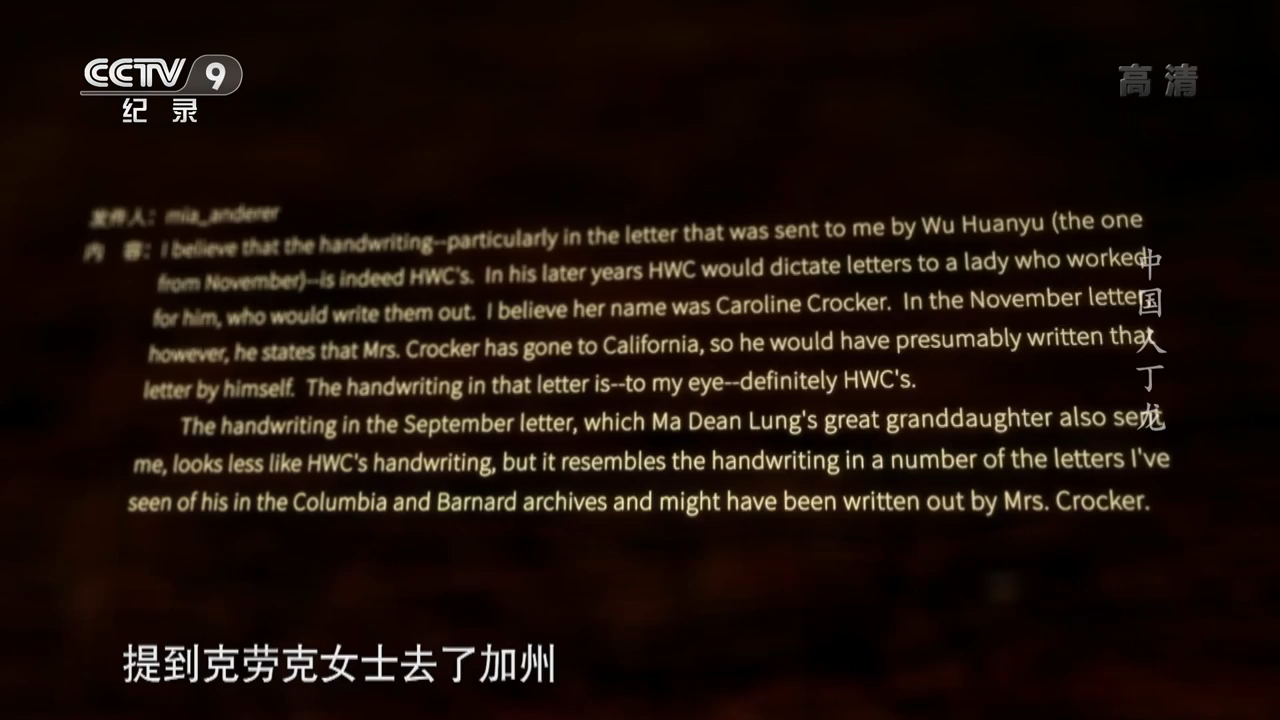 CCTV 9
纪录
高清
发件人：mia_anderer
内 容：I believe that the handwriting--particularly in the letter that was sent to me by Wu Huanyu (the one
from November)--is indeed HWC's. In his later years HWC would dictate letters to a lady who worked
for him, who would write them out. I believe her name was Caroline Crocker. In the November letter
however, he states that Mrs. Crocker has gone to California, so he would have presumably written that
letter by himself. The handwriting in that letter is--to my eye--definitely HWC's.
The handwriting in the September letter, which Ma Dean Lung's great granddaughter also sent
me, looks less like HWC's handwriting, but it resembles the handwriting in a number of the letters I've
seen of his in the Columbia and Barnard archives and might have been written out by Mrs. Crocker.
中国人丁龙
提到克劳克女士去了加州